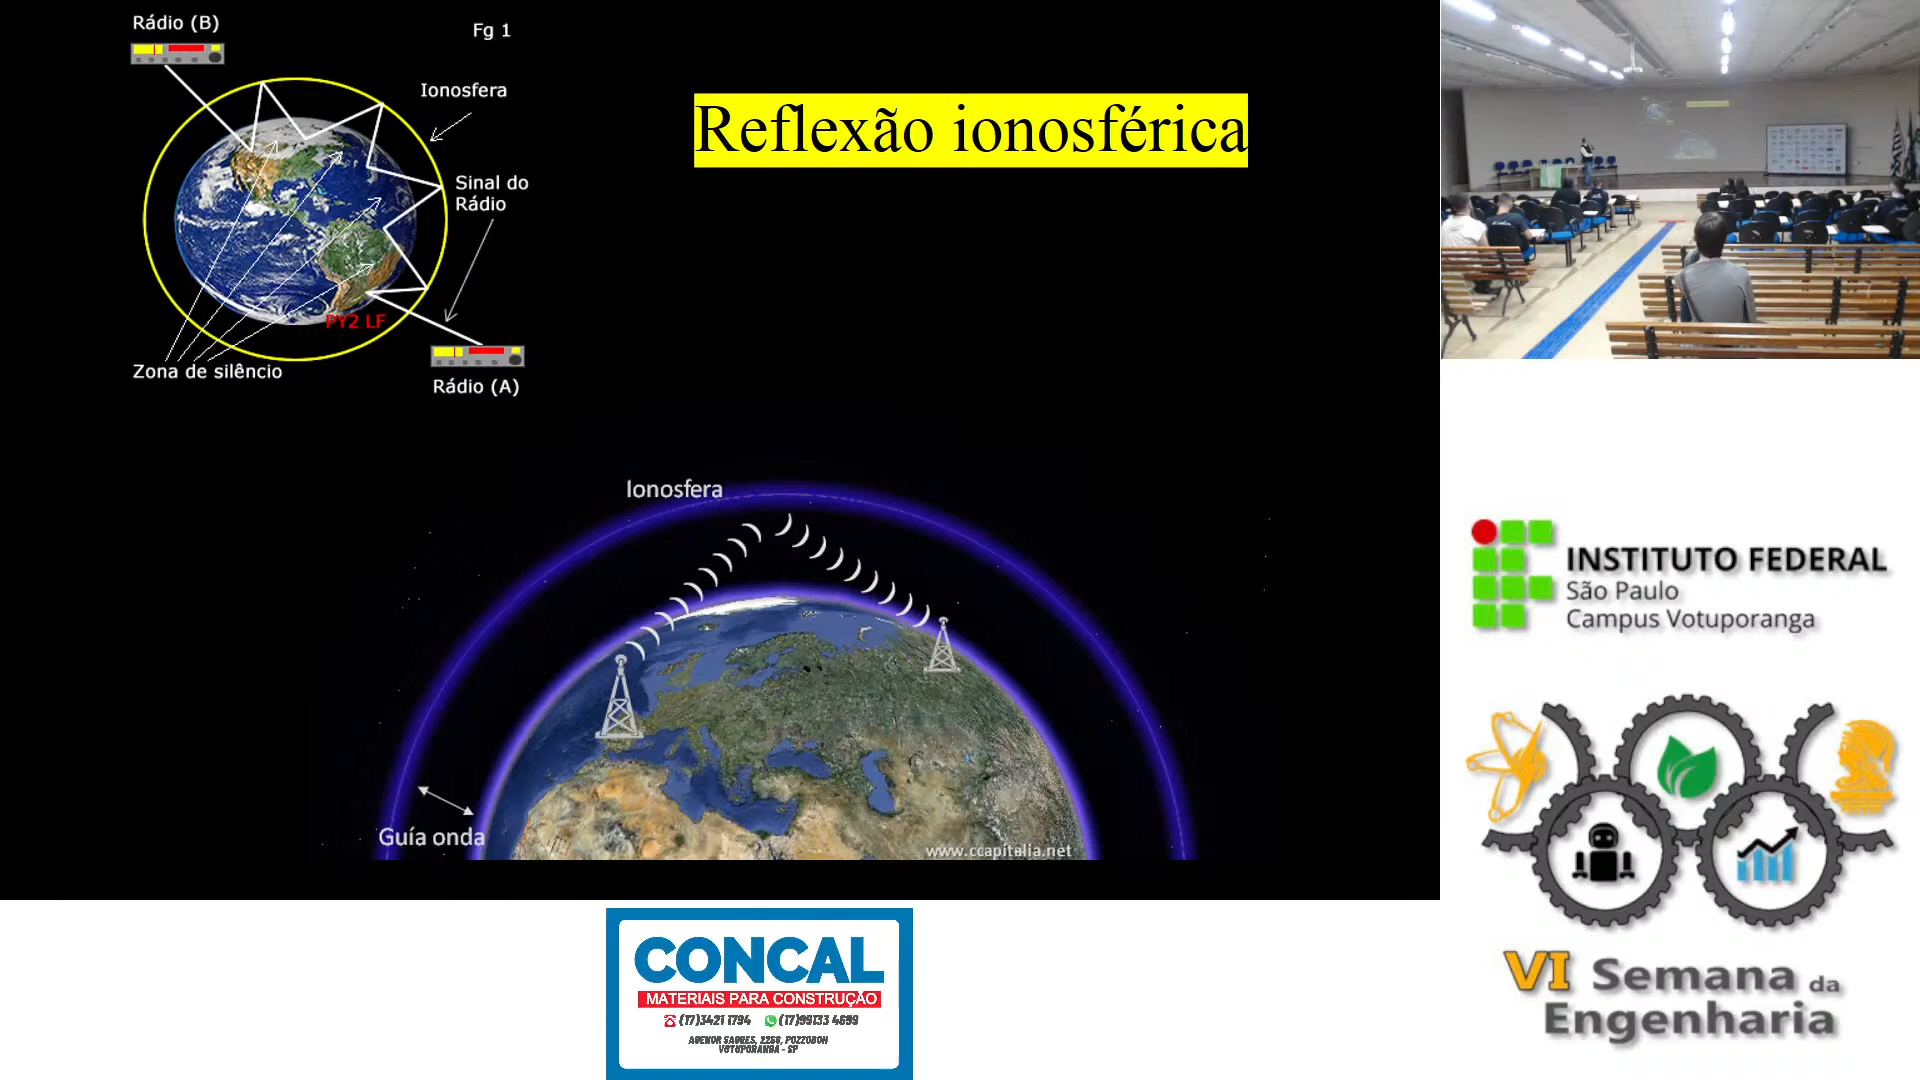 Rádio (B)
Fg 1
Ionosfera
Reflexão ionosférica
Sinal do
Rádio
PY2 LF
Zona de silêncio
Rádio (A)
Ionosfera
Guía onda
www.ccapitalia.net
INSTITUTO FEDERAL
São Paulo
Campus Votuporanga
VI Semana da
Engenharia
CONCAL
MATERIAIS PARA CONSTRUÇÃO
(17)3421 1794 (17)99133 4699
VOTUPORANGA - SP